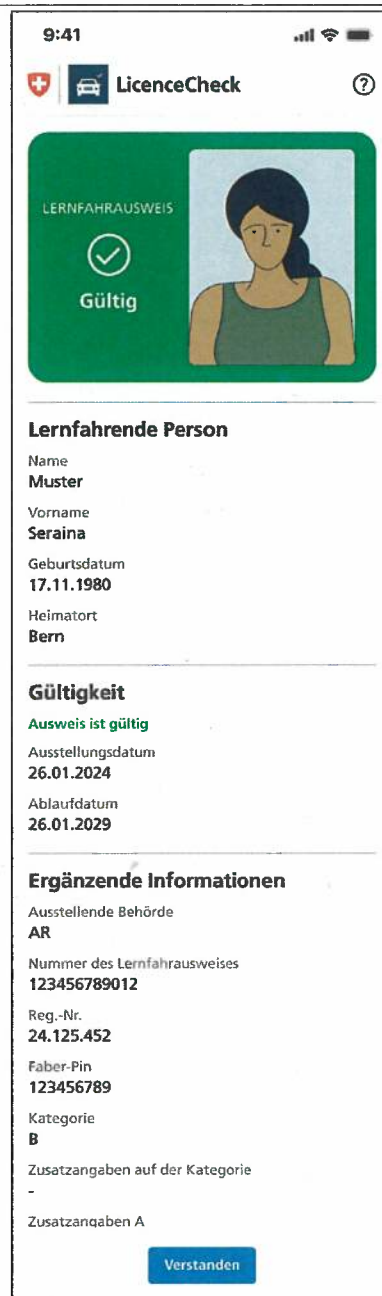 9:41
LicenceCheck
LERNFAHRAUSWEIS
Gültig
Lernfahrende Person
Name
Muster
Vorname
Seraina
Geburtsdatum
17.11.1980
Heimatort
Bern
Gültigkeit
Ausweis ist gültig
Ausstellungsdatum
26.01.2024
Ablaufdatum
26.01.2029
Ergänzende Informationen
Ausstellende Behörde
AR
Nummer des Lernfahrausweises
123456789012
Reg.-Nr.
24.125.452
Faber-Pin
123456789
Kategorie
B
Zusatzangaben auf der Kategorie
-
Zusatzangaben A
Verstanden